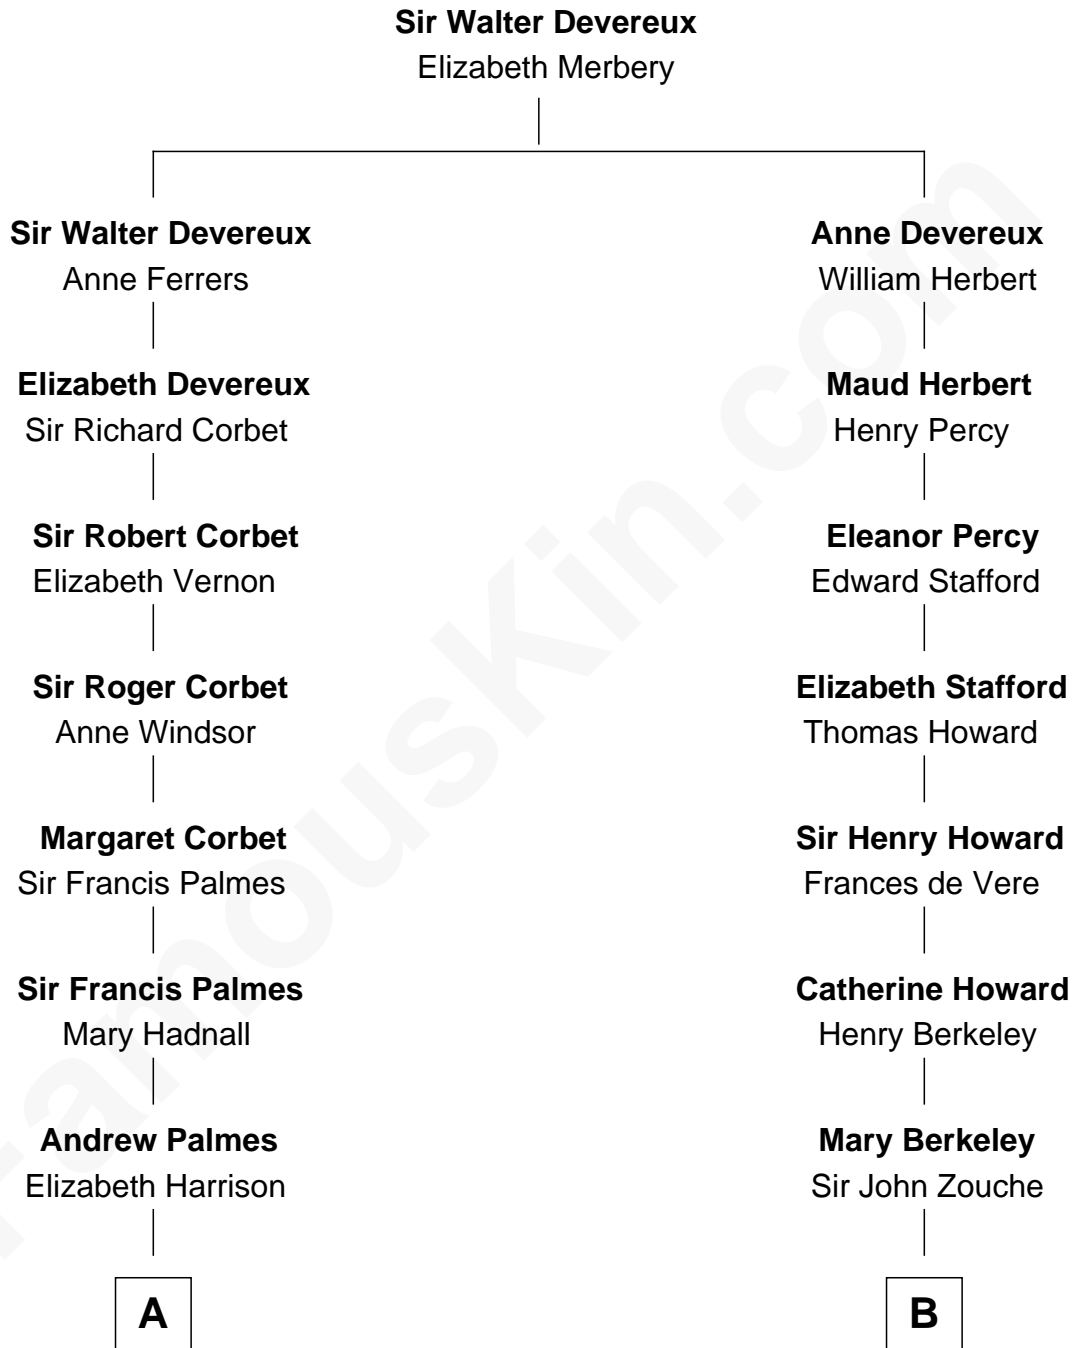 Sir Walter Devereux
Elizabeth Merbery
Sir Walter Devereux
Anne Ferrers
Anne Devereux
William Herbert
Elizabeth Devereux
Sir Richard Corbet
Maud Herbert
Henry Percy
Sir Robert Corbet
Elizabeth Vernon
Eleanor Percy
Edward Stafford
Sir Roger Corbet
Anne Windsor
Elizabeth Stafford
Thomas Howard
Margaret Corbet
Sir Francis Palmes
Sir Henry Howard
Frances de Vere
Sir Francis Palmes
Mary Hadnall
Catherine Howard
Henry Berkeley
Andrew Palmes
Elizabeth Harrison
Mary Berkeley
Sir John Zouche
A
B
FamousKin.com